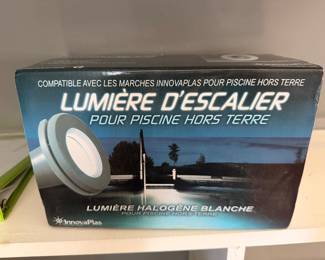 COMPATIBLE AVEC LES MARCHES INNOVAPLAS POUR PISCINE HORS TERRE
LUMIÈRE D'ESCALIER
POUR PISCINE HORS TERRE
LUMIÈRE HALOGÈNE BLANCHE
POUR PISCINE HORS TERRE
InnovaPlas